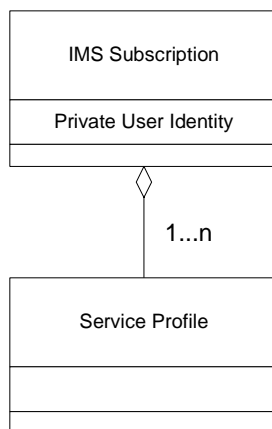 IMS Subscription
Private User Identity
1...n
Service Profile